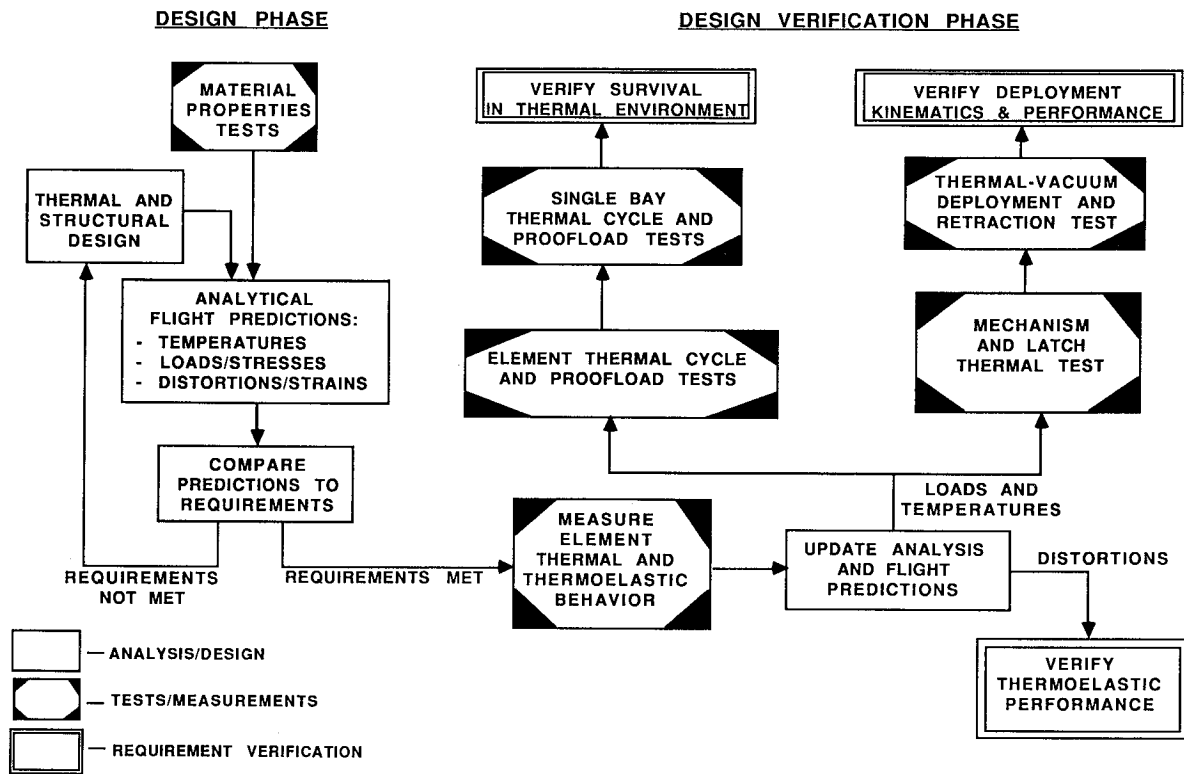 DESIGN PHASE
DESIGN VERIFICATION PHASE
MATERIAL
PROPERTIES
TESTS
THERMAL AND
STRUCTURAL
DESIGN
ANALYTICAL
FLIGHT PREDICTIONS:
- TEMPERATURES
- LOADS/STRESSES
- DISTORTIONS/STRAINS
COMPARE
PREDICTIONS TO
REQUIREMENTS
REQUIREMENTS
NOT MET
REQUIREMENTS MET
VERIFY SURVIVAL
IN THERMAL ENVIRONMENT
SINGLE BAY
THERMAL CYCLE AND
PROOFLOAD TESTS
ELEMENT THERMAL CYCLE
AND PROOFLOAD TESTS
VERIFY DEPLOYMENT
KINEMATICS & PERFORMANCE
THERMAL-VACUUM
DEPLOYMENT AND
RETRACTION TEST
MECHANISM
AND LATCH
THERMAL TEST
LOADS AND
TEMPERATURES
MEASURE
ELEMENT
THERMAL AND
THERMOELASTIC
BEHAVIOR
UPDATE ANALYSIS
AND FLIGHT
PREDICTIONS
DISTORTIONS
VERIFY
THERMOELASTIC
PERFORMANCE
— ANALYSIS/DESIGN
— TESTS/MEASUREMENTS
— REQUIREMENT VERIFICATION